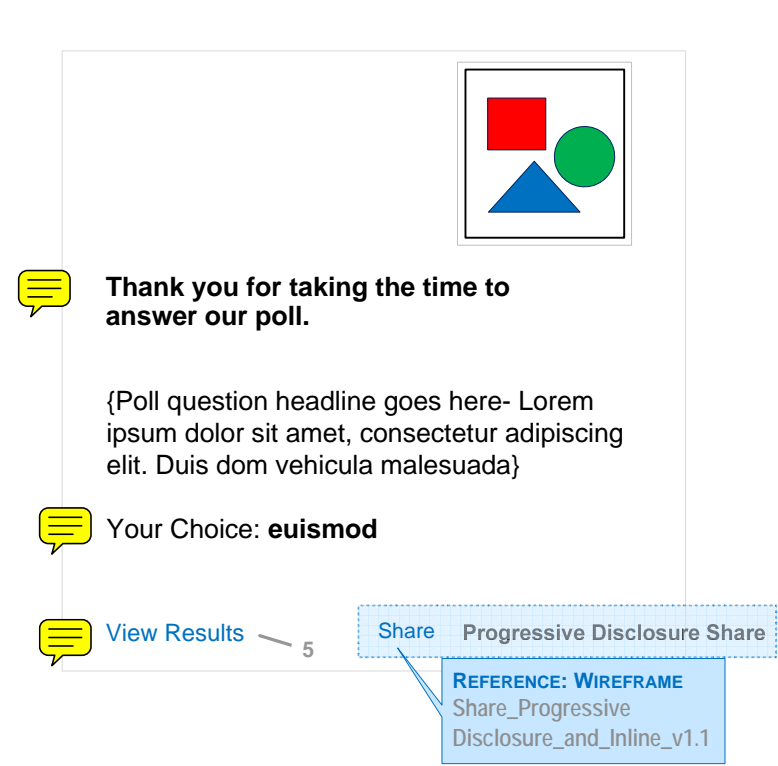 Thank you for taking the time to
answer our poll.
{Poll question headline goes here- Lorem
ipsum dolor sit amet, consectetur adipiscing
elit. Duis dom vehicula malesuada}
Your Choice: euismod
View Results 5
Share Progressive Disclosure Share
REFERENCE: WIREFRAME
Share_Progressive
Disclosure_and_Inline_v1.1